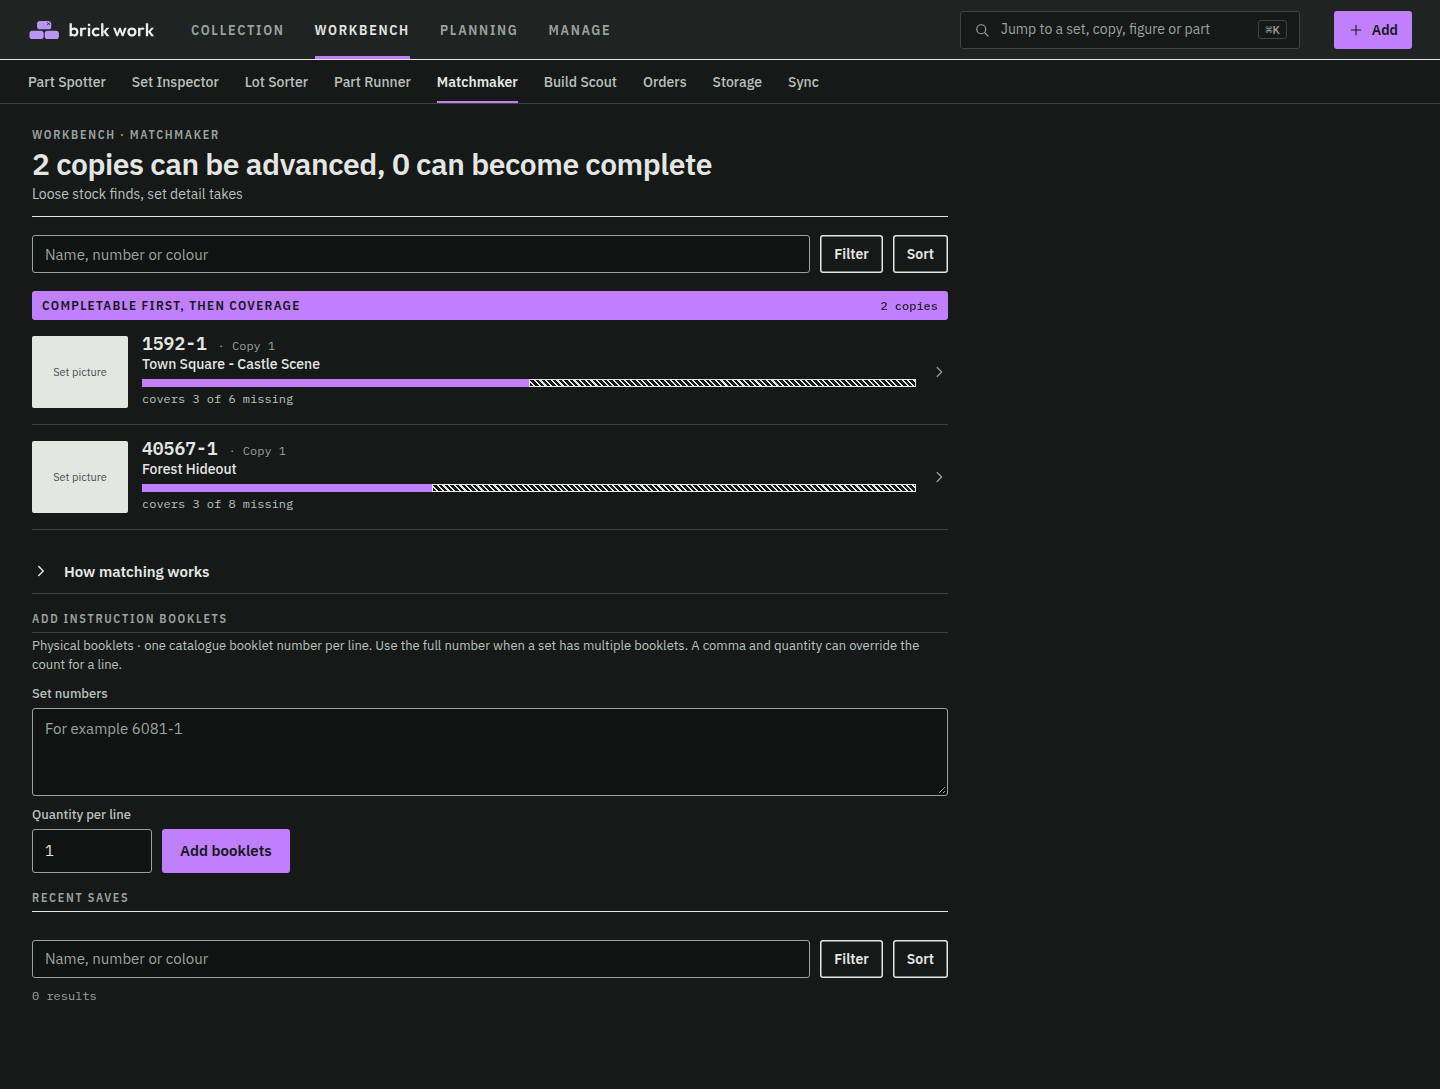 brick work
COLLECTION
WORKBENCH
PLANNING
MANAGE
Jump to a set, copy, figure or part
⌘K
+ Add
Part Spotter
Set Inspector
Lot Sorter
Part Runner
Matchmaker
Build Scout
Orders
Storage
Sync
WORKBENCH · MATCHMAKER
2 copies can be advanced, 0 can become complete
Loose stock finds, set detail takes
Name, number or colour
Filter
Sort
COMPLETABLE FIRST, THEN COVERAGE
2 copies
Set picture
1592-1 · Copy 1
Town Square - Castle Scene
covers 3 of 6 missing
Set picture
40567-1 · Copy 1
Forest Hideout
covers 3 of 8 missing
How matching works
ADD INSTRUCTION BOOKLETS
Physical booklets · one catalogue booklet number per line. Use the full number when a set has multiple booklets. A comma and quantity can override the
count for a line.
Set numbers
For example 6081-1
Quantity per line
1
Add booklets
RECENT SAVES
Name, number or colour
Filter
Sort
0 results